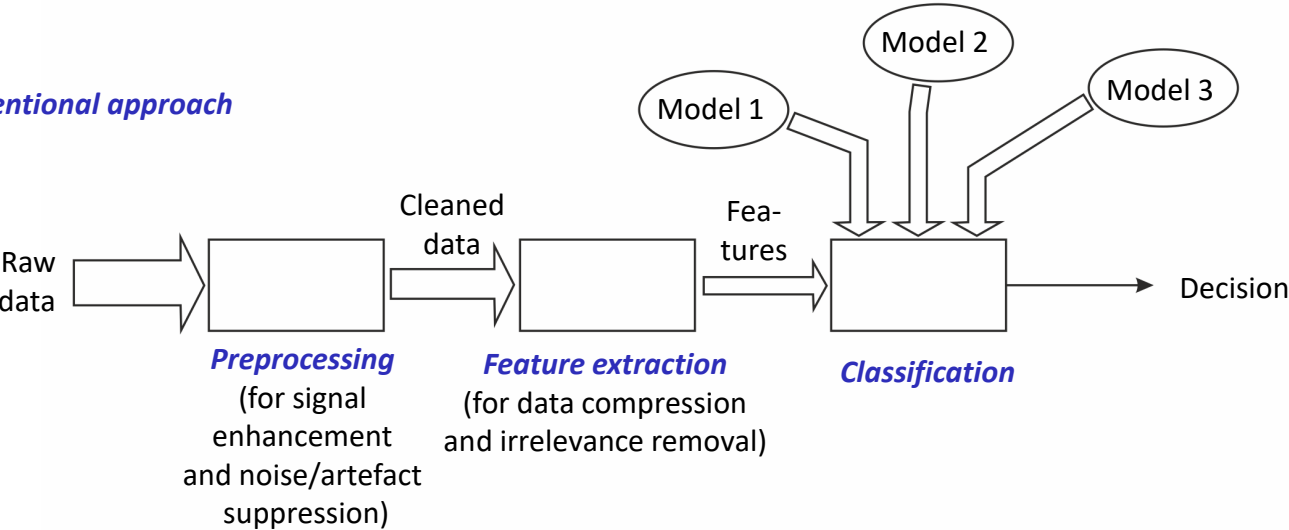 Model 2
Model 3
entional approach
Model 1
Cleaned
data
Fea-
tures
Raw
data
Decision
Preprocessing
(for signal
enhancement
and noise/artefact
suppression)
Feature extraction
(for data compression
and irrelevance removal)
Classification